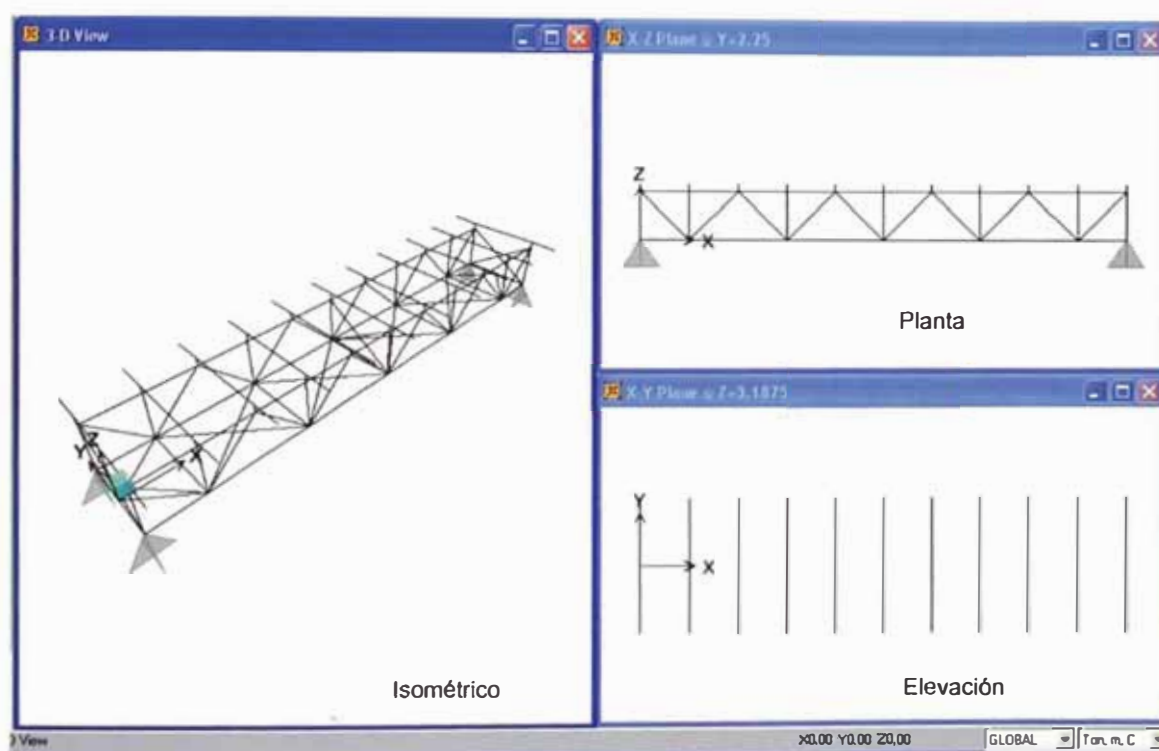 3-D View
Z
Y
X
Isométrico
X-Z Plane @ Y=2.25
Z
X
Planta
X-Y Plane @ Z=3.1875
Y
X
Elevación
View
X0.00 Y0.00 Z0,00
GLOBAL
Ton, m, C